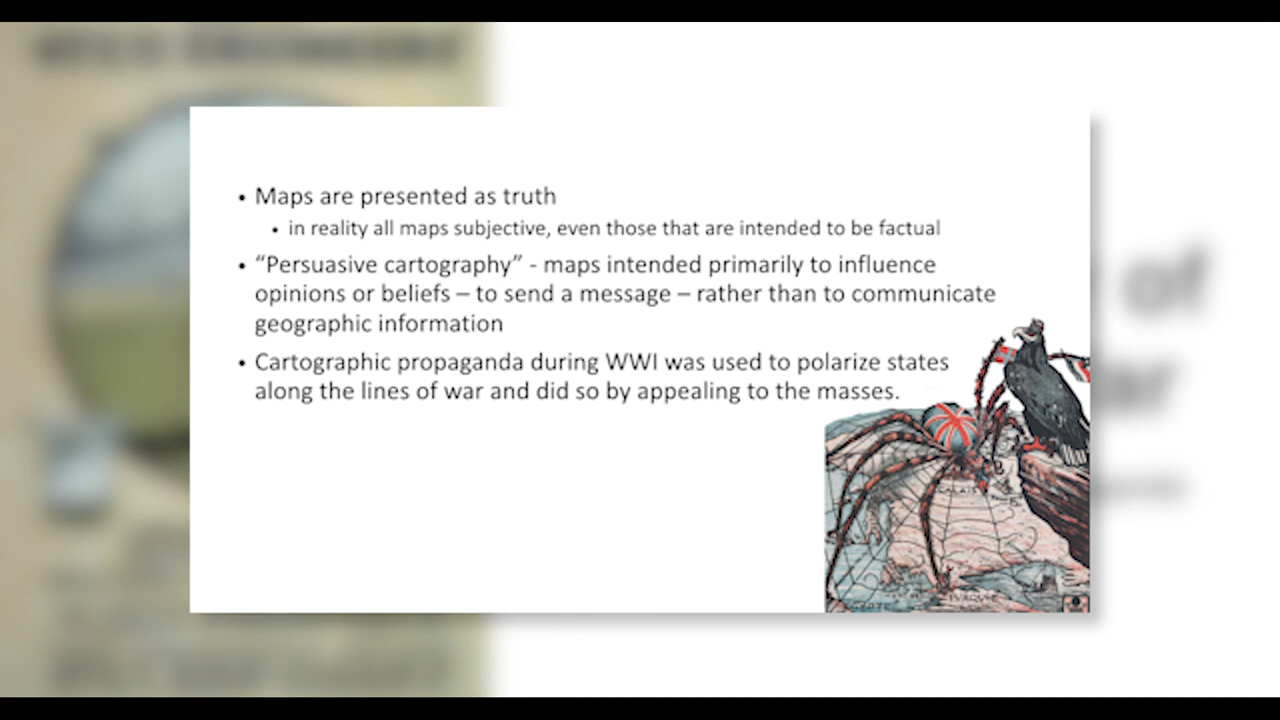 • Maps are presented as truth
• in reality all maps subjective, even those that are intended to be factual
• “Persuasive cartography” - maps intended primarily to influence
opinions or beliefs – to send a message – rather than to communicate
geographic information
• Cartographic propaganda during WWI was used to polarize states
along the lines of war and did so by appealing to the masses.
of
CALAIS